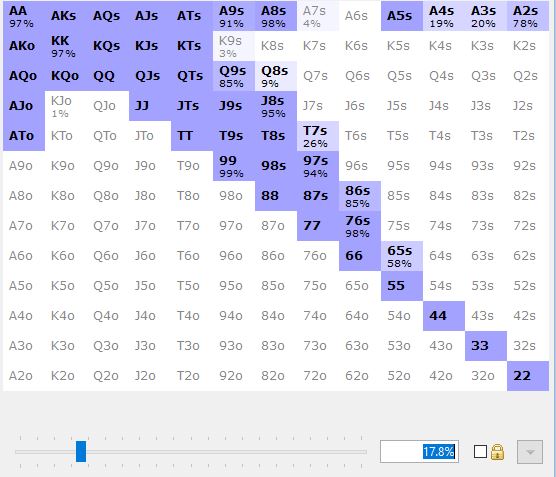 AA AKs AQs AJs ATs A9s A8s A7s A6s A5s A4s A3s A2s
97% 91% 98% 4% 19% 20% 78%
AKo KK KQs KJs KTs K9s K8s K7s K6s K5s K4s K3s K2s
97% 3%
AQo KQo QQ QJs QTs Q9s Q8s Q7s Q6s Q5s Q4s Q3s Q2s
85% 9%
AJo KJo QJo JJ JTs J9s J8s J7s J6s J5s J4s J3s J2s
1% 95%
ATo KTo QTo JTo TT T9s T8s T7s T6s T5s T4s T3s T2s
26%
A9o K9o Q9o J9o T9o 99 98s 97s 96s 95s 94s 93s 92s
99% 94%
A8o K8o Q8o J8o T8o 98o 88 87s 86s 85s 84s 83s 82s
85%
A7o K7o Q7o J7o T7o 97o 87o 77 76s 75s 74s 73s 72s
98%
A6o K6o Q6o J6o T6o 96o 86o 76o 66 65s 64s 63s 62s
58%
A5o K5o Q5o J5o T5o 95o 85o 75o 65o 55 54s 53s 52s
A4o K4o Q4o J4o T4o 94o 84o 74o 64o 54o 44 43s 42s
A3o K3o Q3o J3o T3o 93o 83o 73o 63o 53o 43o 33 32s
A2o K2o Q2o J2o T2o 92o 82o 72o 62o 52o 42o 32o 22
17.8%